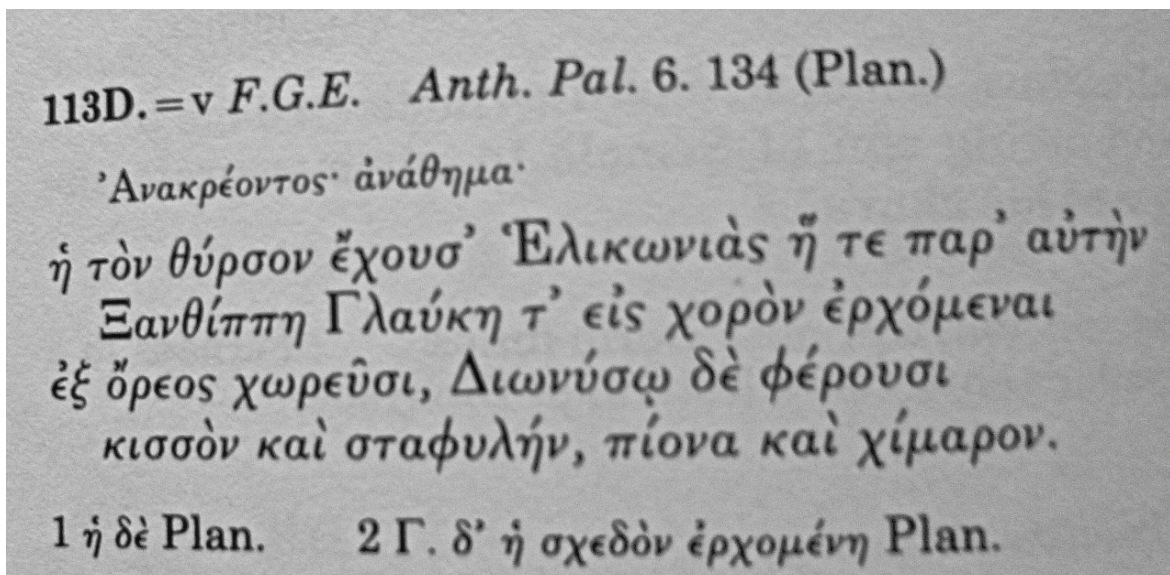 113D. = v F.G.E. Anth. Pal. 6. 134 (Plan.)
Ἀνακρέοντος· ἀνάθημα·
ἡ τὸν θύρσον ἔχουσ’ Ἑλικωνιὰς ἥ τε παρ’ αὐτὴν
Ξανθίππη Γλαύκη τ’ εἰς χορὸν ἐρχόμεναι
ἐξ ὄρεος χωρεῦσι, Διωνύσῳ δὲ φέρουσι
κισσὸν καὶ σταφυλήν, πίονα καὶ χίμαρον.
1 ἡ δὲ Plan. 2 Γ. δ’ ἡ σχεδὸν ἐρχομένη Plan.